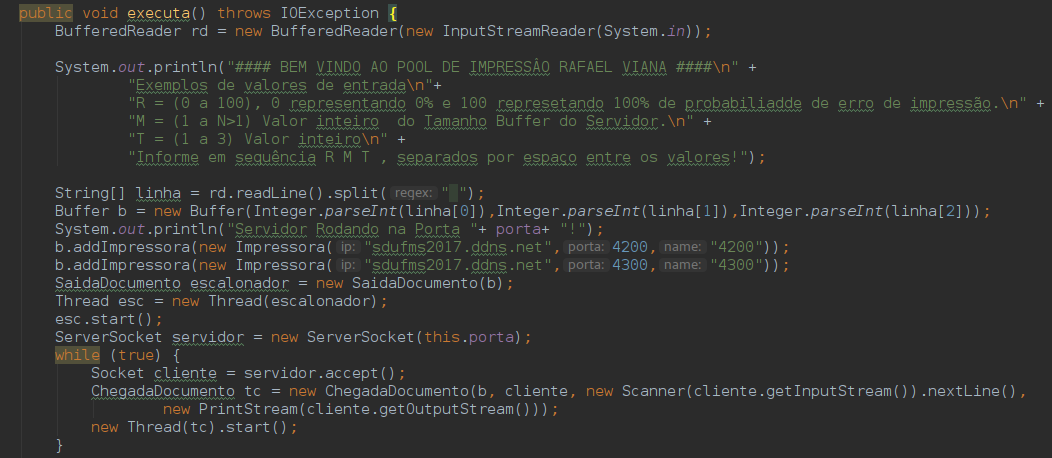 public void executa() throws IOException {
BufferedReader rd = new BufferedReader(new InputStreamReader(System.in));
System.out.println("#### BEM VINDO AO POOL DE IMPRESSÃO RAFAEL VIANA ####\n" +
"Exemplos de valores de entrada\n"+
"R = (0 a 100), 0 representando 0% e 100 represetando 100% de probabiliadde de erro de impressão.\n" +
"M = (1 a N>1) Valor inteiro  do Tamanho Buffer do Servidor.\n" +
"T = (1 a 3) Valor inteiro\n" +
"Informe em sequência R M T , separados por espaço entre os valores!");
String[] linha = rd.readLine().split( regex: " ");
Buffer b = new Buffer(Integer.parseInt(linha[0]),Integer.parseInt(linha[1]),Integer.parseInt(linha[2]));
System.out.println("Servidor Rodando na Porta "+ porta+ "!");
b.addImpressora(new Impressora( ip: "sdufms2017.ddns.net", porta: 4200, name: "4200"));
b.addImpressora(new Impressora( ip: "sdufms2017.ddns.net", porta: 4300, name: "4300"));
SaidaDocumento escalonador = new SaidaDocumento(b);
Thread esc = new Thread(escalonador);
esc.start();
ServerSocket servidor = new ServerSocket(this.porta);
while (true) {
Socket cliente = servidor.accept();
ChegadaDocumento tc = new ChegadaDocumento(b, cliente, new Scanner(cliente.getInputStream()).nextLine(),
new PrintStream(cliente.getOutputStream()));
new Thread(tc).start();
}